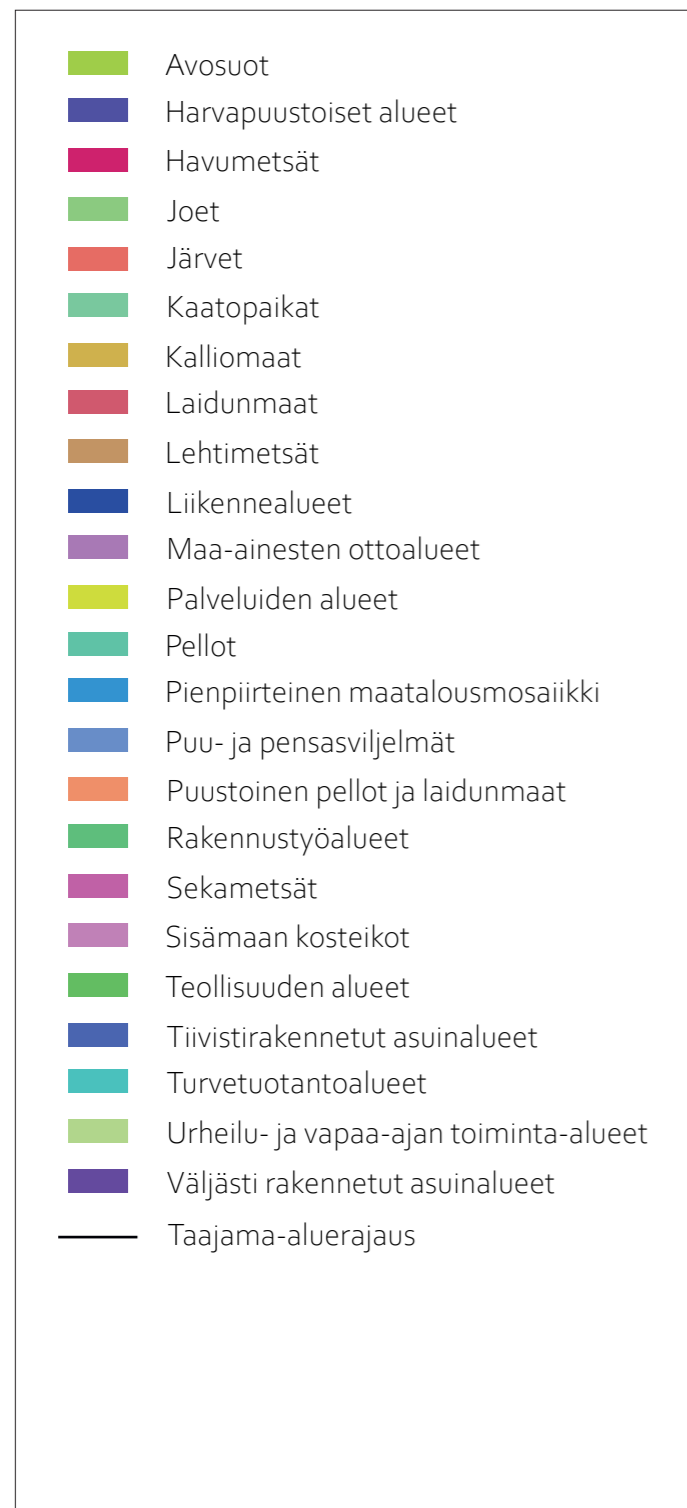 Avosuot
Harvapuustoiset alueet
Havumetsät
Joet
Järvet
Kaatopaikat
Kalliomaat
Laidunmaat
Lehtimetsät
Liikennealueet
Maa-ainesten ottoalueet
Palveluiden alueet
Pellot
Pienpiirteinen maatalousmosaiikki
Puu- ja pensasviljelmät
Puustoinen pellot ja laidunmaat
Rakennustyöalueet
Sekametsät
Sisämaan kosteikot
Teollisuuden alueet
Tiivistirakennetut asuinalueet
Turvetuotantoalueet
Urheilu- ja vapaa-ajan toiminta-alueet
Väljästi rakennetut asuinalueet
Taajama-aluerajaus